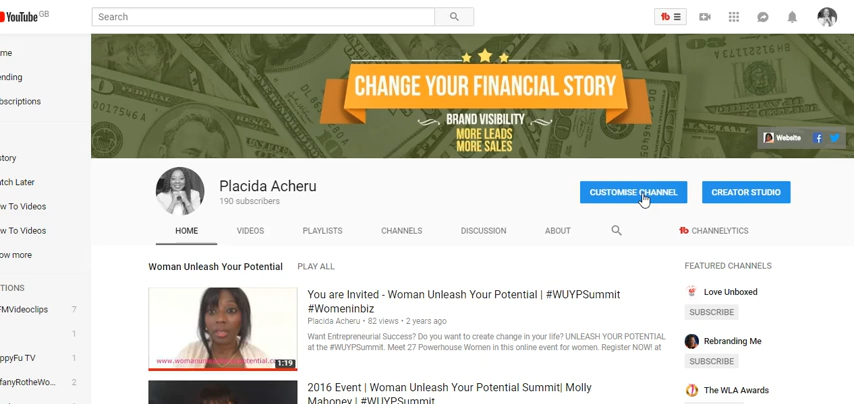 YouTube GB
Search
ome
ending
bscriptions
story
atch Later
w To Videos
w To Videos
ow more
TIONS
FMVideoclips 7
1
ppyFu TV 1
fanyRotheWo... 2
CHANGE YOUR FINANCIAL STORY
BRAND VISIBILITY
MORE LEADS
MORE SALES
Website
Placida Acheru
190 subscribers
CUSTOMISE CHANNEL
CREATOR STUDIO
HOME VIDEOS PLAYLISTS CHANNELS DISCUSSION ABOUT CHANNELYTICS
Woman Unleash Your Potential PLAY ALL
You are Invited - Woman Unleash Your Potential | #WUYPSummit
#Womeninbiz
Placida Acheru • 82 views • 2 years ago
Want Entrepreneurial Success? Do you want to create change in your life? UNLEASH YOUR POTENTIAL
at the #WUYPSummit. Meet 27 Powerhouse Women in this online event for women. Register NOW! at
1:19
2016 Event | Woman Unleash Your Potential Summit| Molly
Mahoney | #WUYPSummit
FEATURED CHANNELS
Love Unboxed
SUBSCRIBE
Rebranding Me
SUBSCRIBE
The WLA Awards